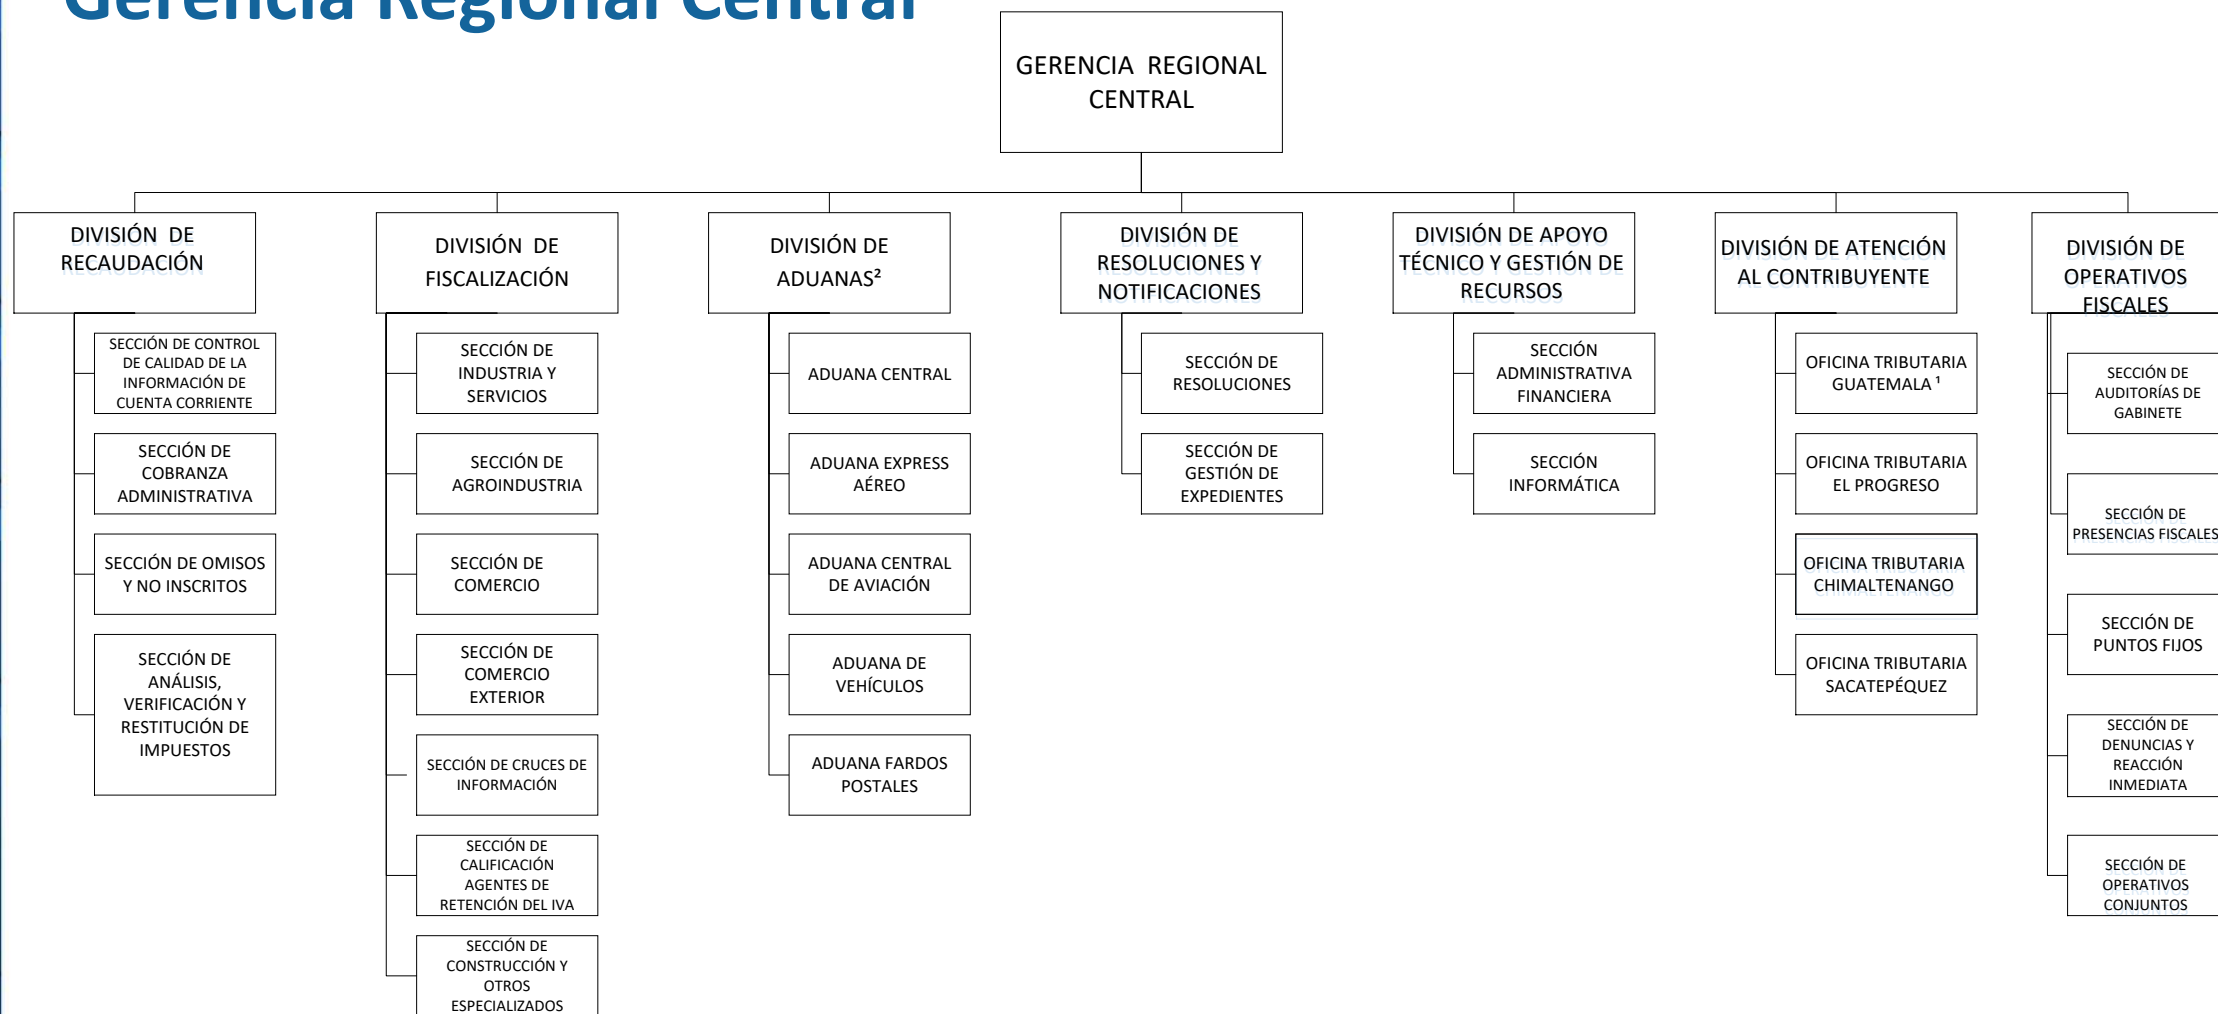 Gerencia Regional Central
GERENCIA REGIONAL
CENTRAL
DIVISIÓN DE
RECAUDACIÓN
SECCIÓN DE CONTROL
DE CALIDAD DE LA
INFORMACIÓN DE
CUENTA CORRIENTE
SECCIÓN DE
COBRANZA
ADMINISTRATIVA
SECCIÓN DE OMISOS
Y NO INSCRITOS
SECCIÓN DE
ANÁLISIS,
VERIFICACIÓN Y
RESTITUCIÓN DE
IMPUESTOS
DIVISIÓN DE
FISCALIZACIÓN
SECCIÓN DE
INDUSTRIA Y
SERVICIOS
SECCIÓN DE
AGROINDUSTRIA
SECCIÓN DE
COMERCIO
SECCIÓN DE
COMERCIO
EXTERIOR
SECCIÓN DE CRUCES DE
INFORMACIÓN
SECCIÓN DE
CALIFICACIÓN
AGENTES DE
RETENCIÓN DEL IVA
SECCIÓN DE
CONSTRUCCIÓN Y
OTROS
ESPECIALIZADOS
DIVISIÓN DE
ADUANAS²
ADUANA CENTRAL
ADUANA EXPRESS
AÉREO
ADUANA CENTRAL
DE AVIACIÓN
ADUANA DE
VEHÍCULOS
ADUANA FARDOS
POSTALES
DIVISIÓN DE
RESOLUCIONES Y
NOTIFICACIONES
SECCIÓN DE
RESOLUCIONES
SECCIÓN DE
GESTIÓN DE
EXPEDIENTES
DIVISIÓN DE APOYO
TÉCNICO Y GESTIÓN DE
RECURSOS
SECCIÓN
ADMINISTRATIVA
FINANCIERA
SECCIÓN
INFORMÁTICA
DIVISIÓN DE ATENCIÓN
AL CONTRIBUYENTE
OFICINA TRIBUTARIA
GUATEMALA ¹
OFICINA TRIBUTARIA
EL PROGRESO
OFICINA TRIBUTARIA
CHIMALTENANGO
OFICINA TRIBUTARIA
SACATEPÉQUEZ
DIVISIÓN DE
OPERATIVOS
FISCALES
SECCIÓN DE
AUDITORÍAS DE
GABINETE
SECCIÓN DE
PRESENCIAS FISCALES
SECCIÓN DE
PUNTOS FIJOS
SECCIÓN DE
DENUNCIAS Y
REACCIÓN
INMEDIATA
SECCIÓN DE
OPERATIVOS
CONJUNTOS